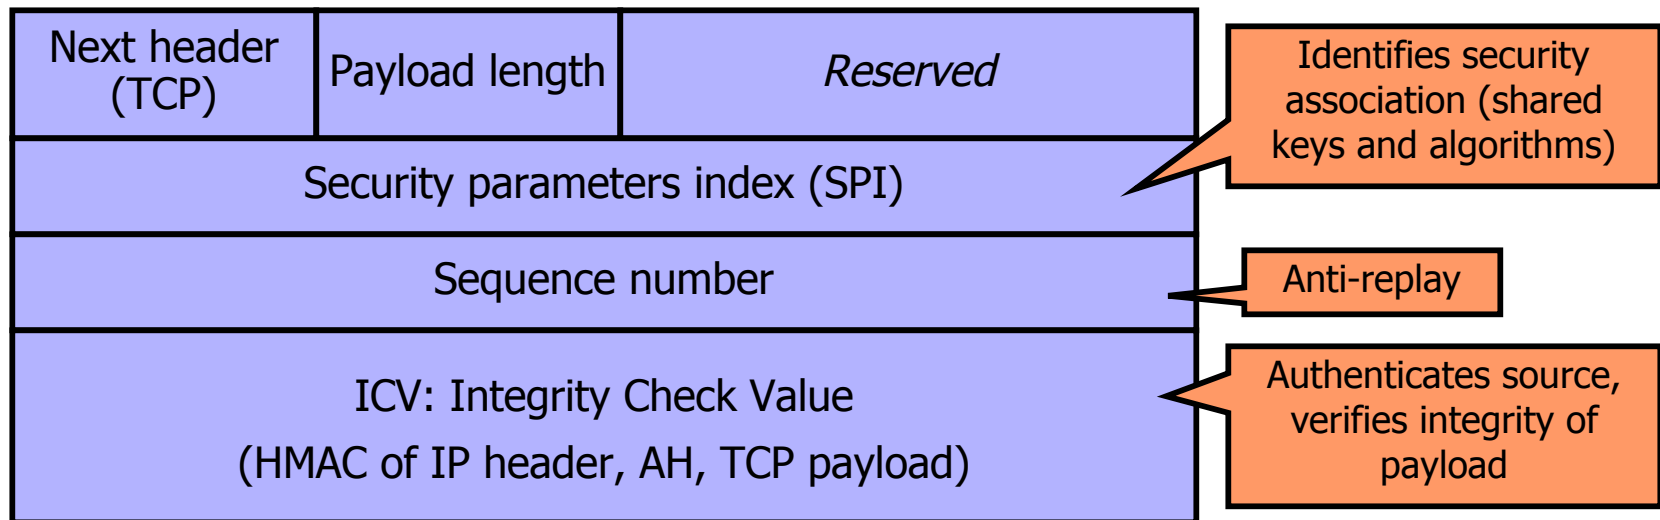 Next header
(TCP)
Payload length
Reserved
Identifies security
association (shared
keys and algorithms)
Security parameters index (SPI)
Sequence number
Anti-replay
ICV: Integrity Check Value
(HMAC of IP header, AH, TCP payload)
Authenticates source,
verifies integrity of
payload